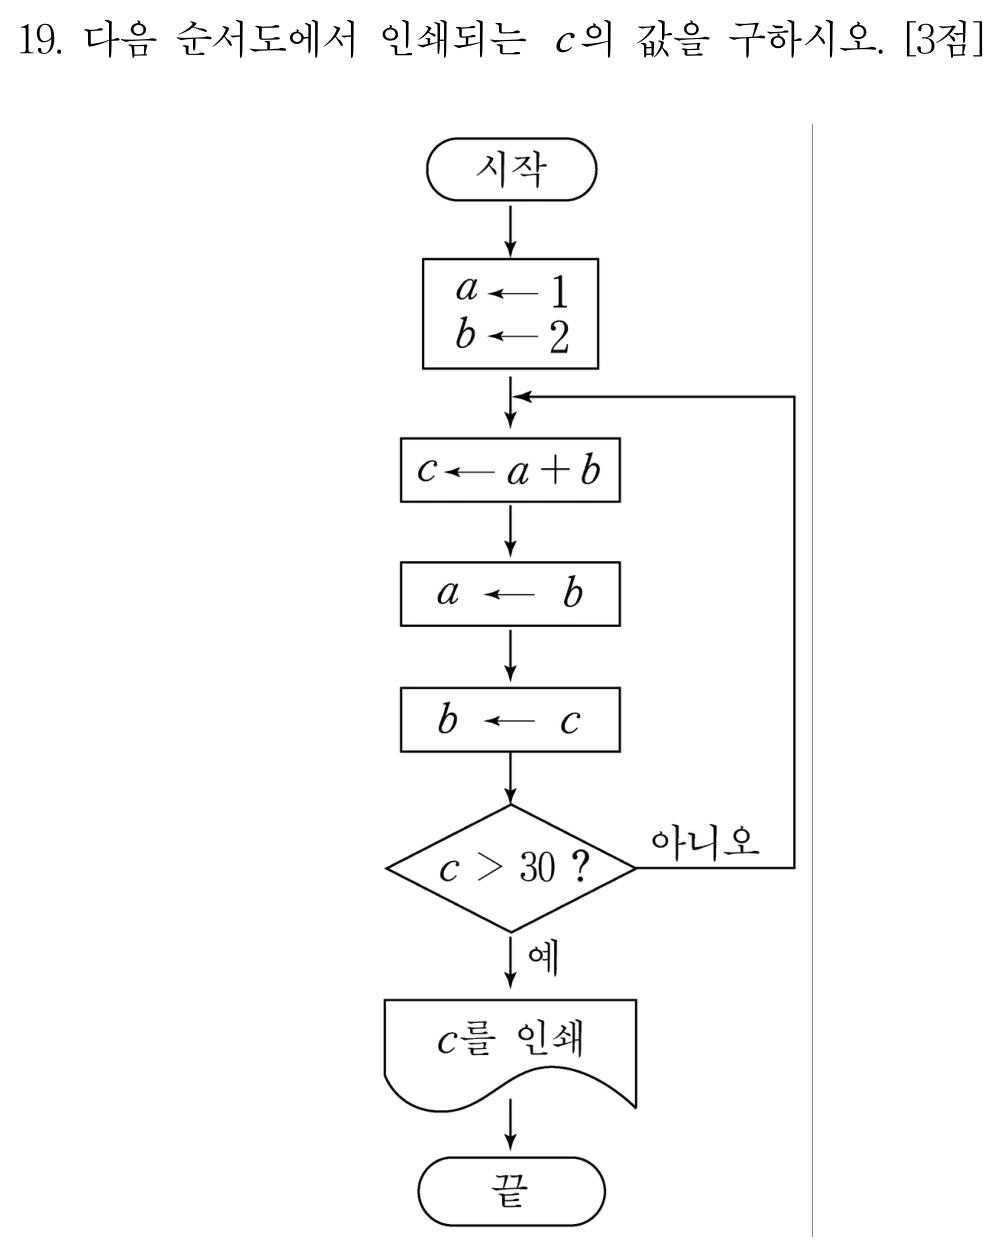 19. 다음 순서도에서 인쇄되는 c의 값을 구하시오. [3점]
시작
a ← 1
b ← 2
c ← a + b
a ← b
b ← c
c > 30 ?
아니오
예
c를 인쇄
끝